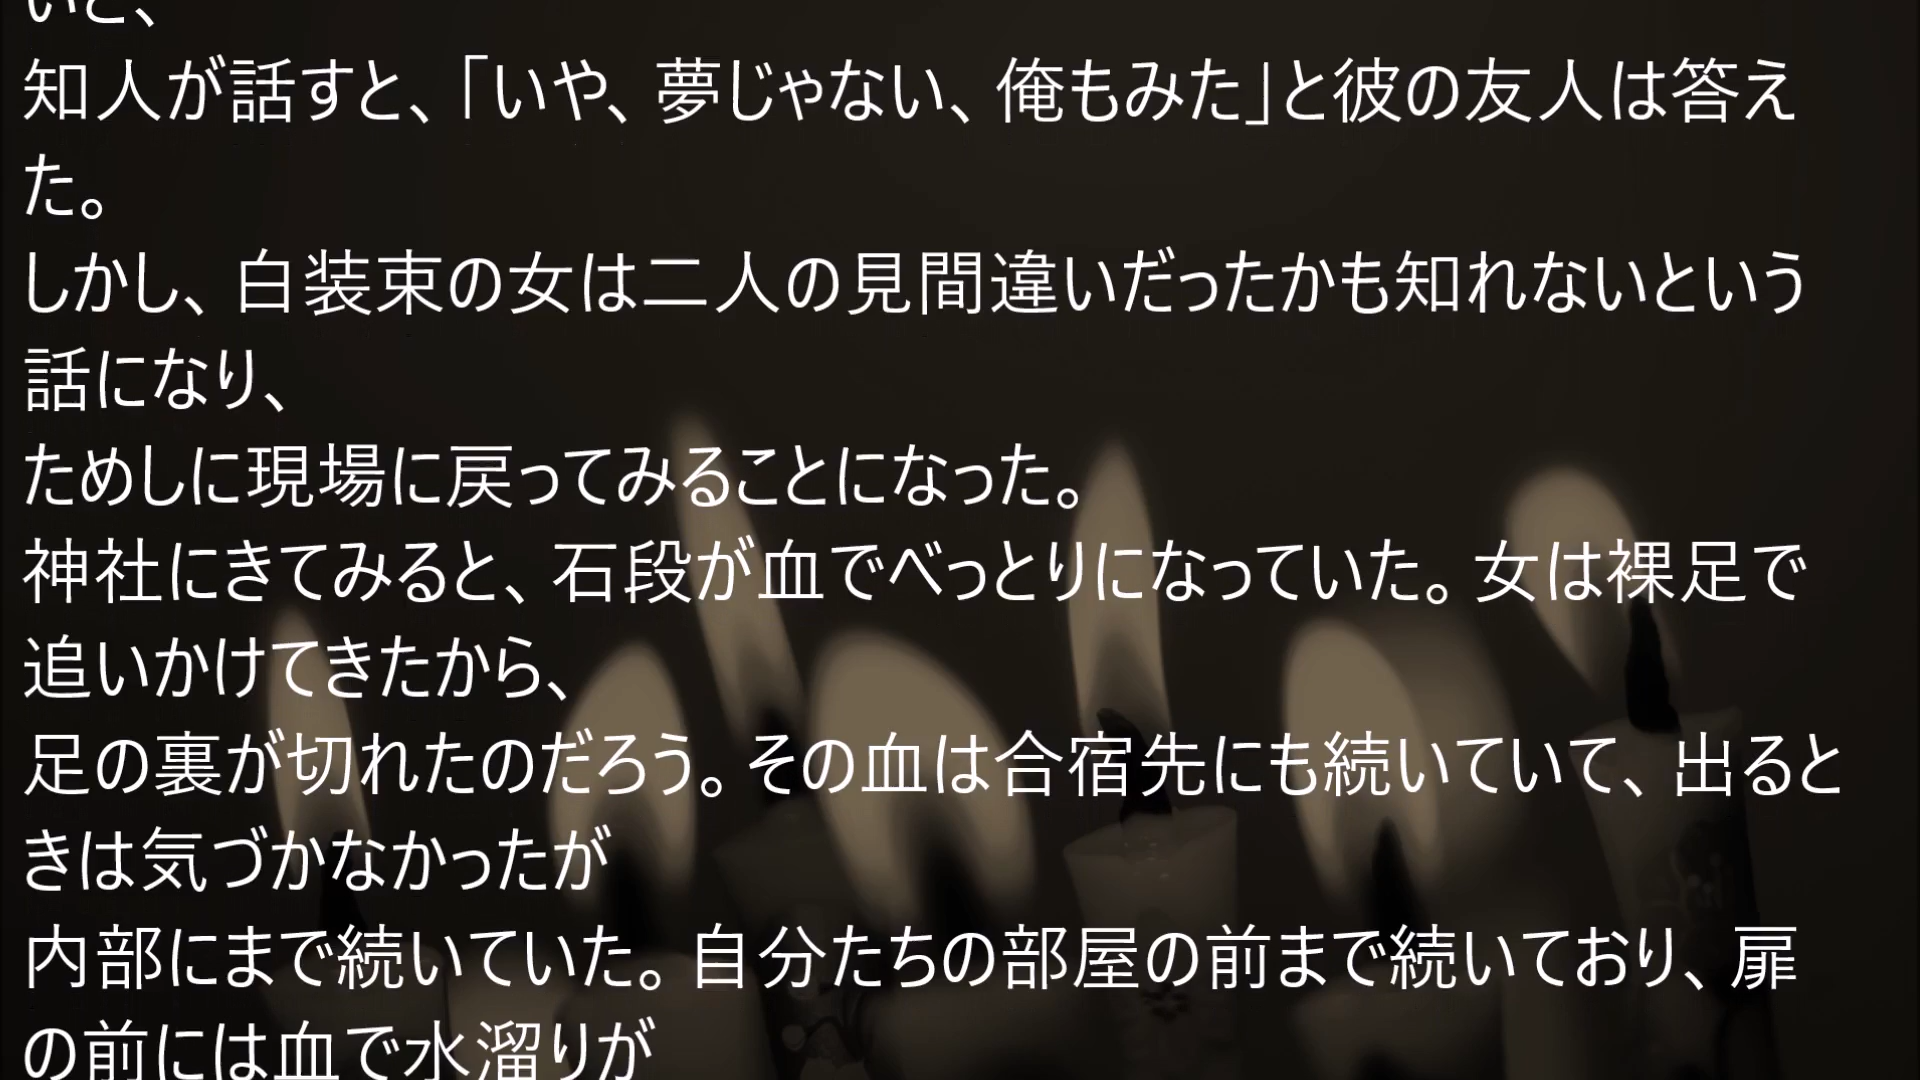 いと、
知人が話すと、「いや、夢じゃない、俺もみた」と彼の友人は答え
た。
しかし、白装束の女は二人の見間違いだったかも知れないという
話になり、
ためしに現場に戻ってみることになった。
神社にきてみると、石段が血でべっとりになっていた。女は裸足で
追いかけてきたから、
足の裏が切れたのだろう。その血は合宿先にも続いていて、出ると
きは気づかなかったが
内部にまで続いていた。自分たちの部屋の前まで続いており、扉
の前には血で水溜りが